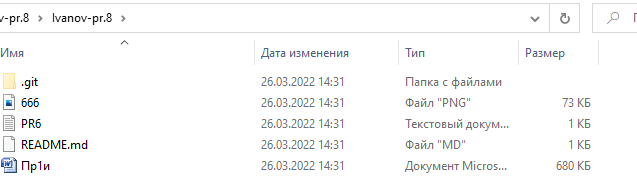 v-pr.8 > Ivanov-pr.8
Имя Дата изменения Тип Размер
.git 26.03.2022 14:31 Папка с файлами
666 26.03.2022 14:31 Файл "PNG" 73 КБ
PR6 26.03.2022 14:31 Текстовый докум... 1 КБ
README.md 26.03.2022 14:31 Файл "MD" 1 КБ
Пр1и 26.03.2022 14:31 Документ Micros... 680 КБ